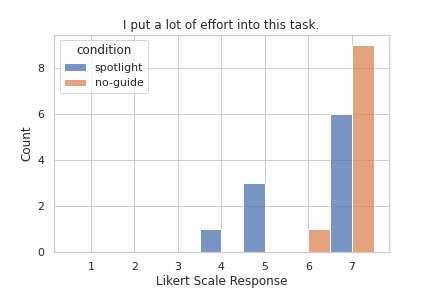 I put a lot of effort into this task.
condition
spotlight
no-guide
Count
8
6
4
2
0
1 2 3 4 5 6 7
Likert Scale Response